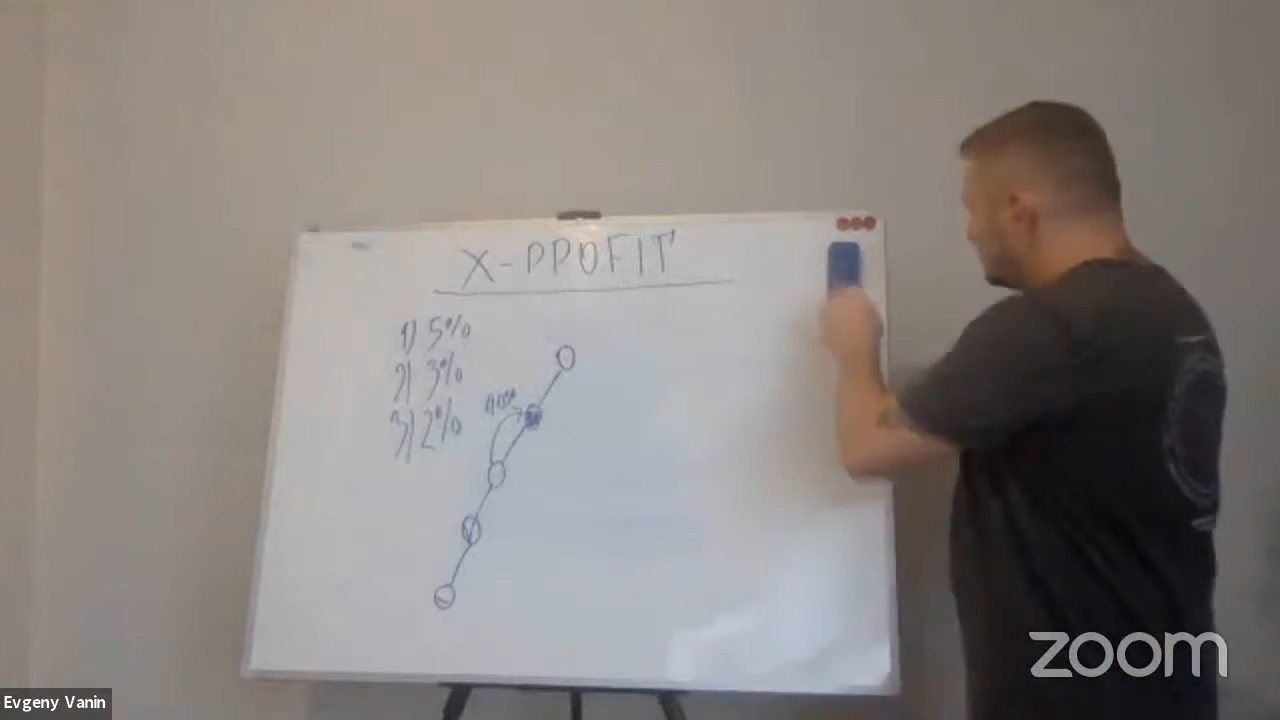 X-PPOFIT
1) 5%
2) 3%
3) 2%
zoom
Evgeny Vanin